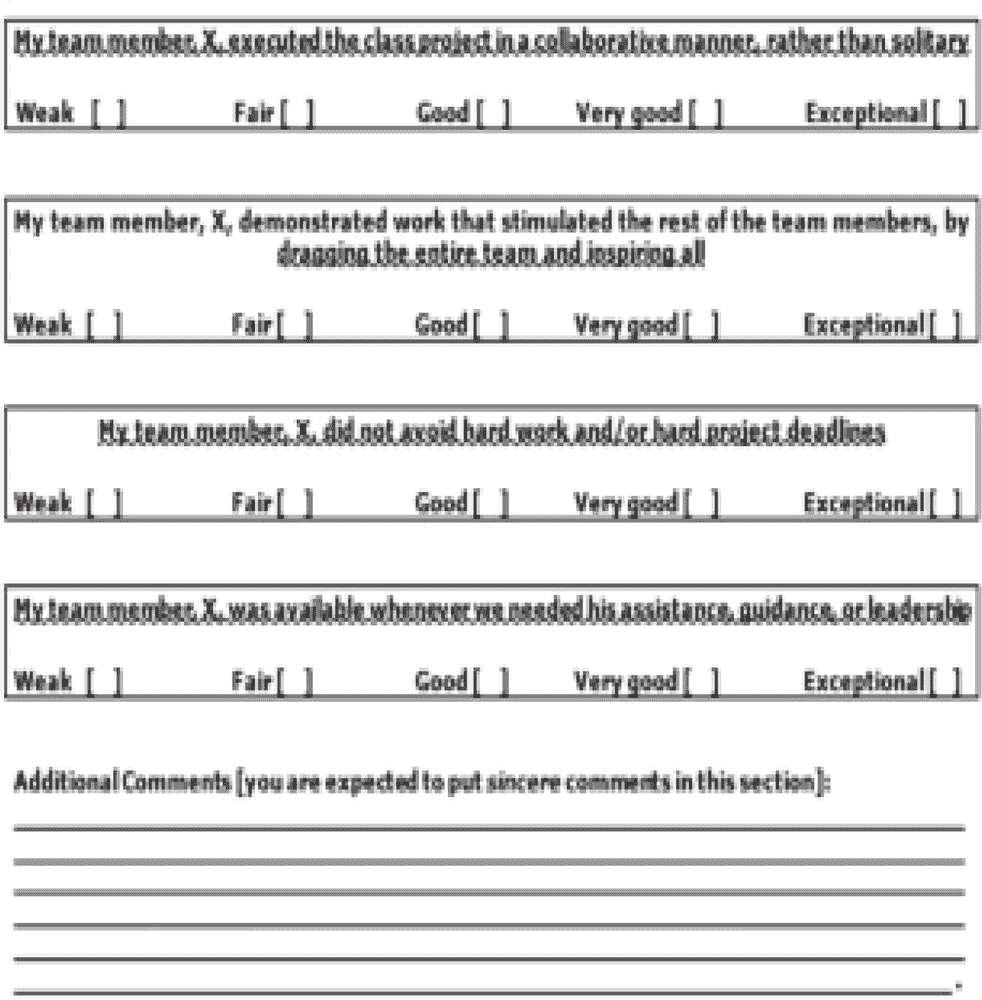 My team member, X, executed the class project in a collaborative manner, rather than solitary
Weak [ ] Fair [ ] Good [ ] Very good [ ] Exceptional [ ]
My team member, X, demonstrated work that stimulated the rest of the team members, by
dragging the entire team and inspiring all
Weak [ ] Fair [ ] Good [ ] Very good [ ] Exceptional [ ]
My team member, X, did not avoid hard work and/or hard project deadlines
Weak [ ] Fair [ ] Good [ ] Very good [ ] Exceptional [ ]
My team member, X, was available whenever we needed his assistance, guidance, or leadership
Weak [ ] Fair [ ] Good [ ] Very good [ ] Exceptional [ ]
Additional Comments [you are expected to put sincere comments in this section]: